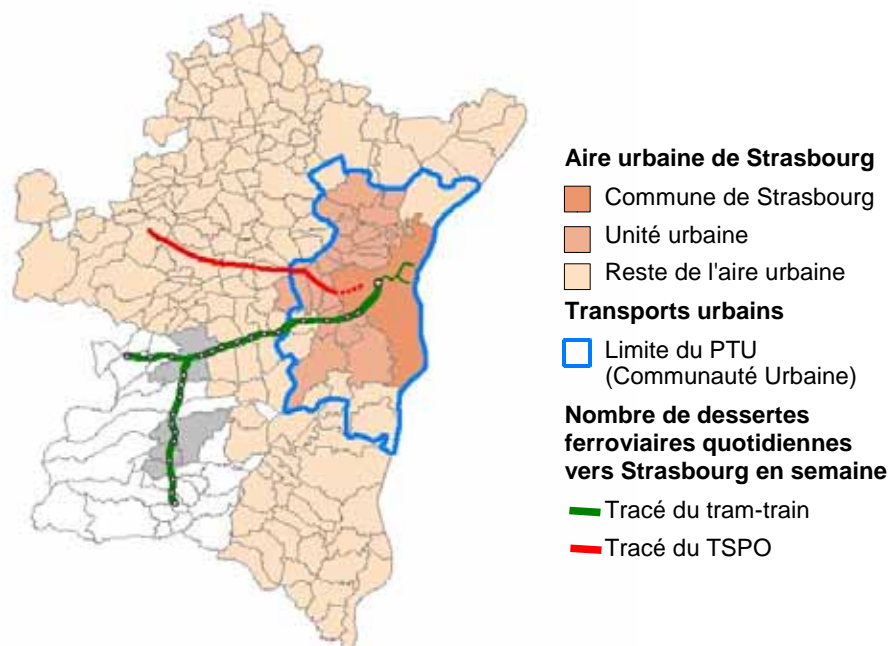 Aire urbaine de Strasbourg
Commune de Strasbourg
Unité urbaine
Reste de l'aire urbaine
Transports urbains
Limite du PTU
(Communauté Urbaine)
Nombre de dessertes
ferroviaires quotidiennes
vers Strasbourg en semaine
Tracé du tram-train
Tracé du TSPO